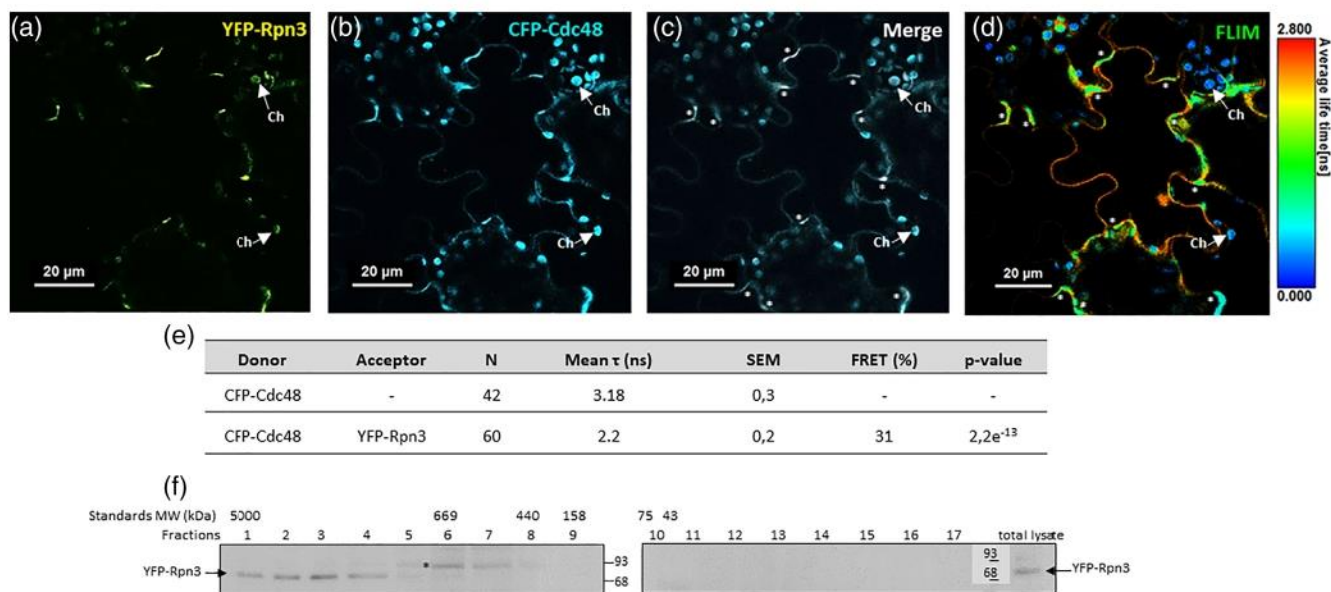 (a) YFP-Rpn3 (b) CFP-Cdc48 (c) Merge (d) FLIM 2.800
Ch Ch Ch Ch
Average life time[ns]
Ch Ch Ch Ch
20 µm 20 µm 20 µm 20 µm 0.000
(e)
Donor Acceptor N Mean τ (ns) SEM FRET (%) p-value
CFP-Cdc48 - 42 3.18 0,3 - -
CFP-Cdc48 YFP-Rpn3 60 2.2 0,2 31 2,2e-13
(f)
Standards MW (kDa) 5000 669 440 158 75 43
Fractions 1 2 3 4 5 6 7 8 9 10 11 12 13 14 15 16 17 total lysate
93 93
YFP-Rpn3 68 68 YFP-Rpn3